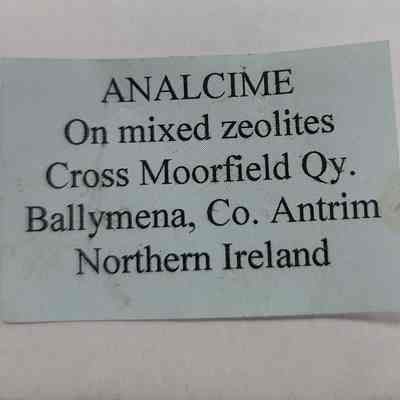 ANALCIME
On mixed zeolites
Cross Moorfield Qy.
Ballymena, Co. Antrim
Northern Ireland